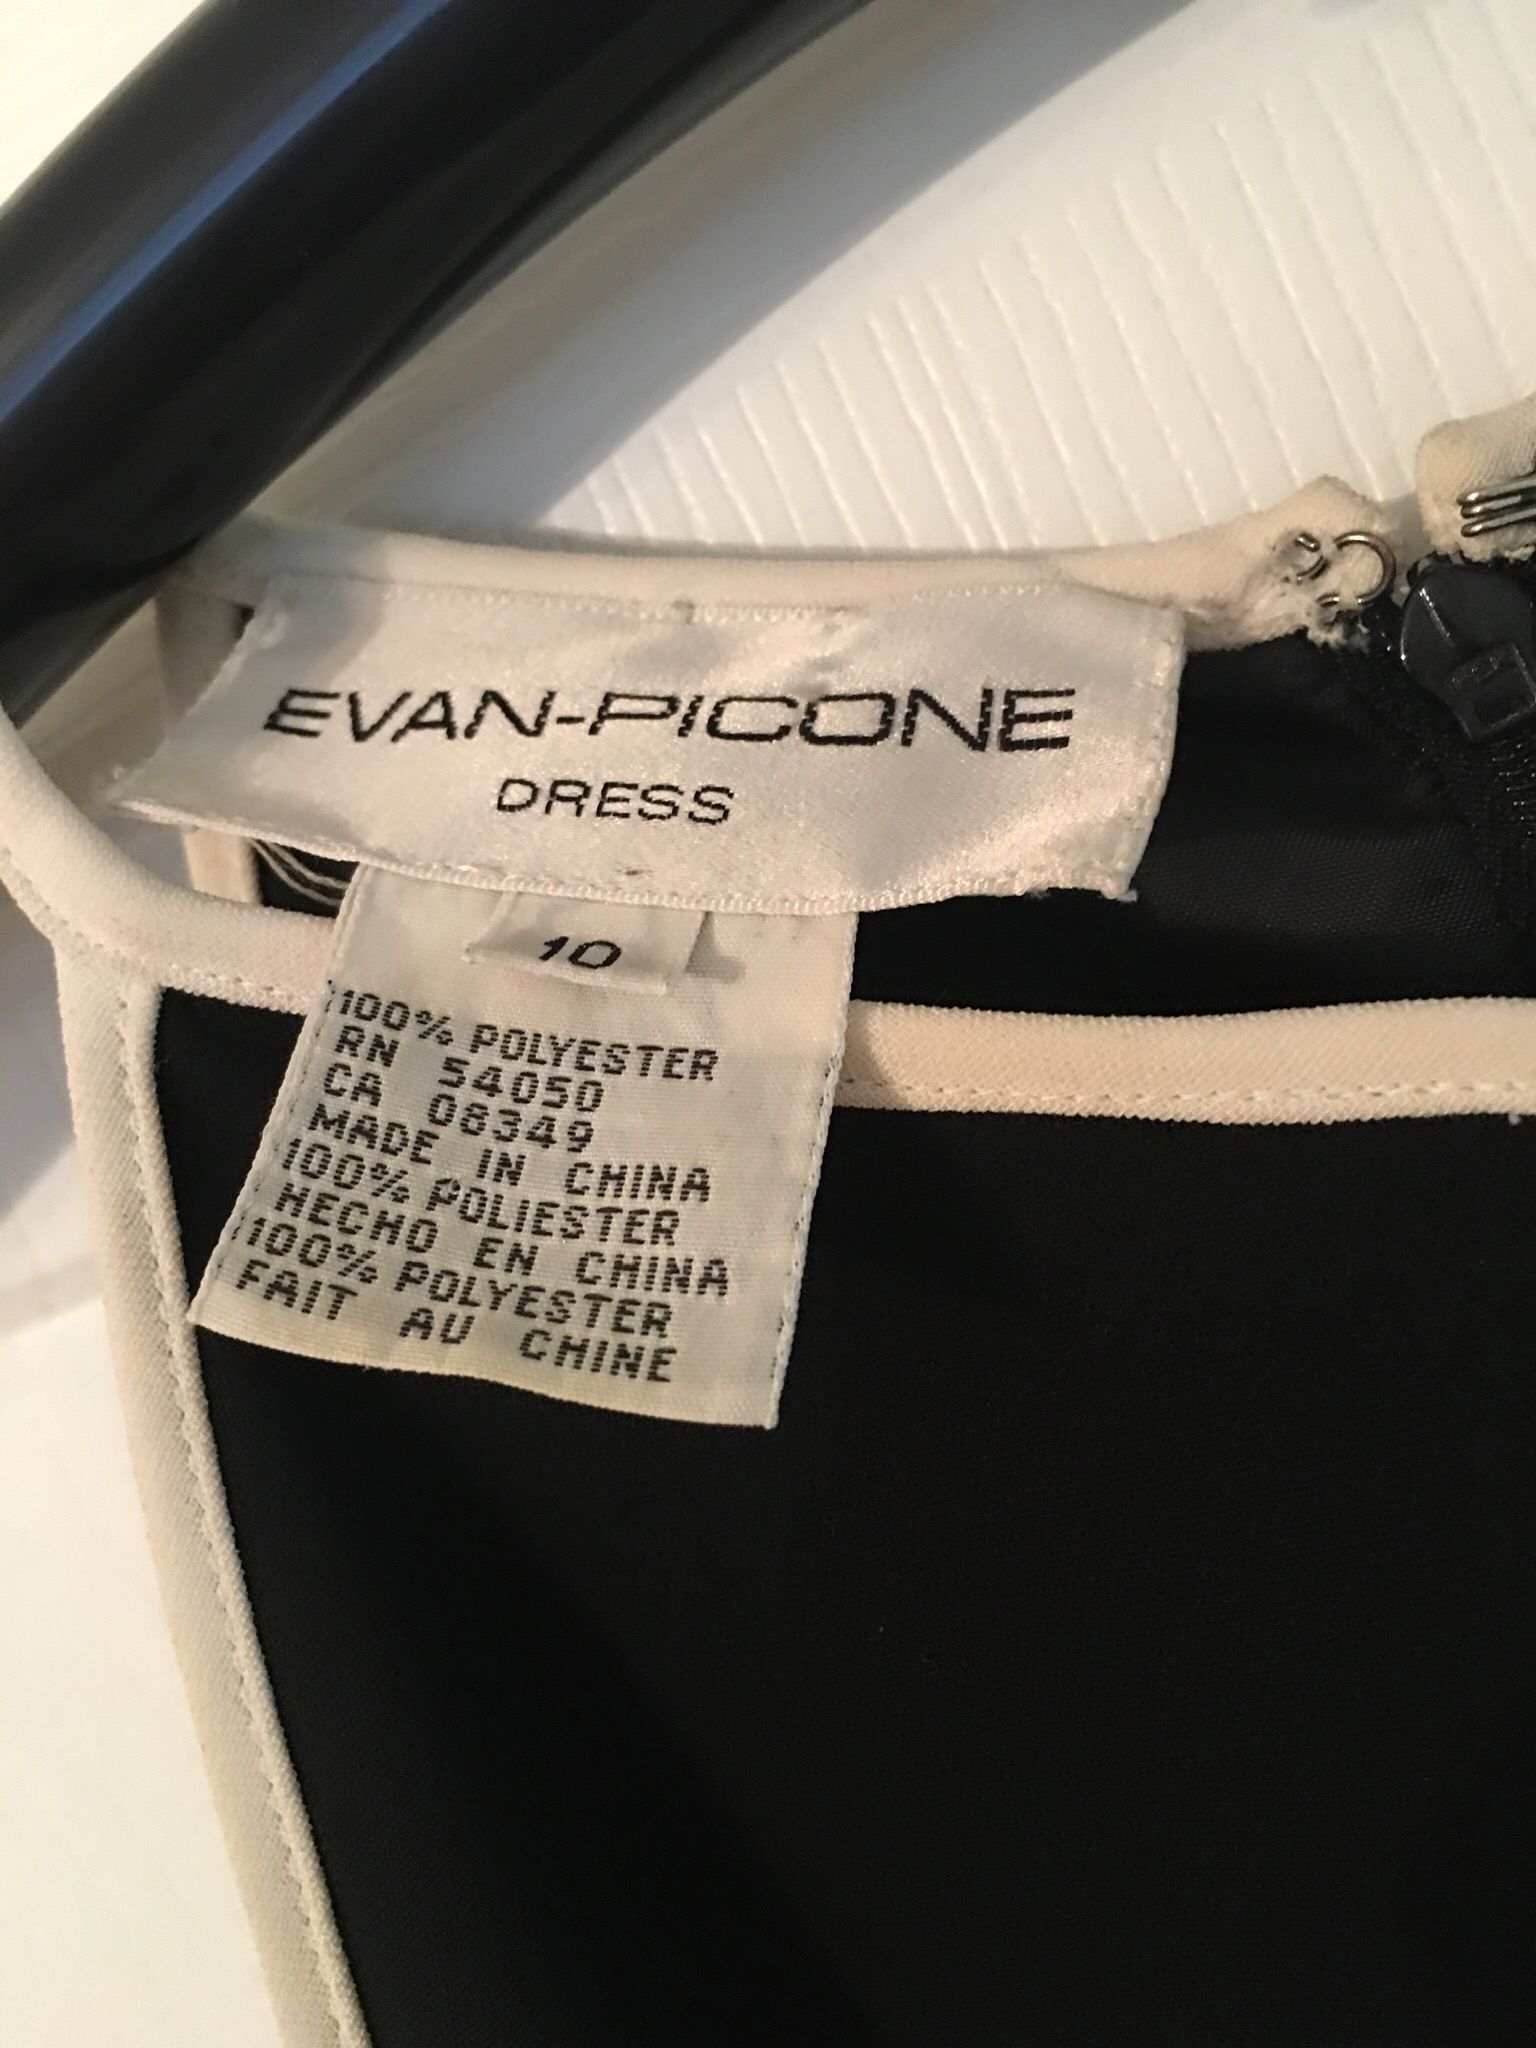 EVAN-PICONE
DRESS
10
100% POLYESTER
RN 54050
CA 08349
MADE IN CHINA
100% POLIESTER
HECHO EN CHINA
100% POLYESTER
FAIT AU CHINE